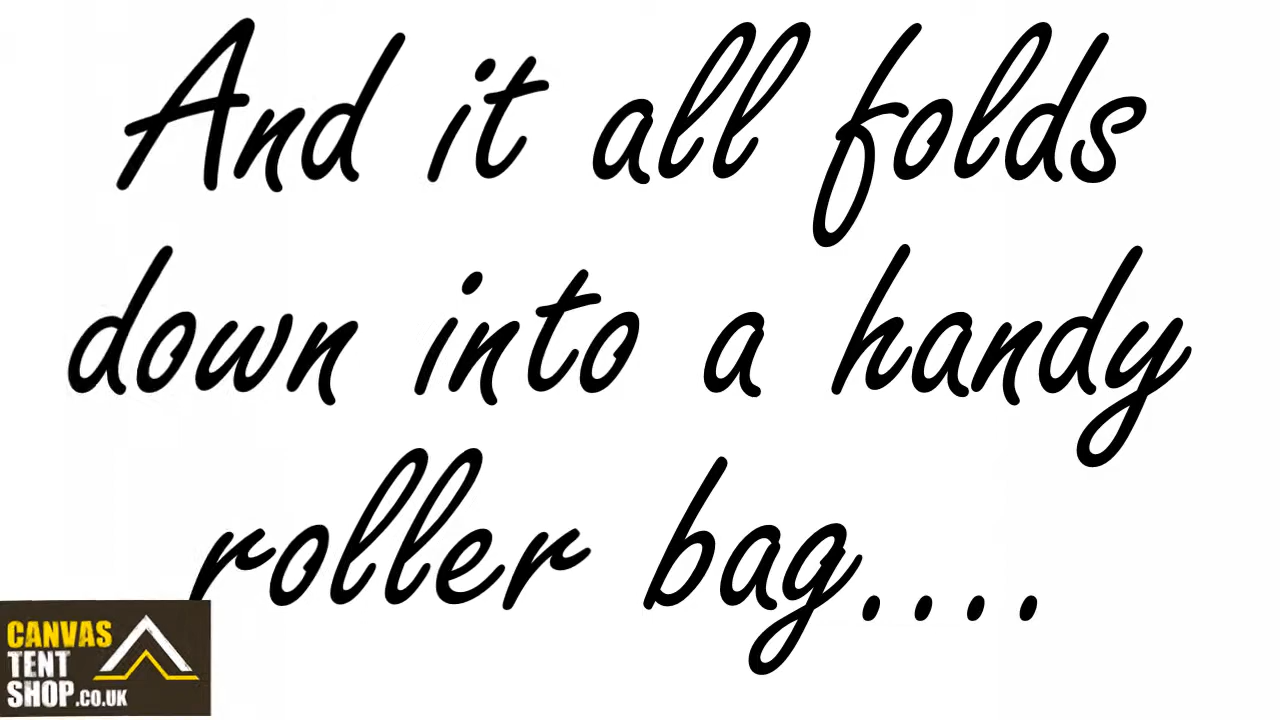 And it all folds
down into a handy
roller bag....
CANVAS
TENT
SHOP.CO.UK